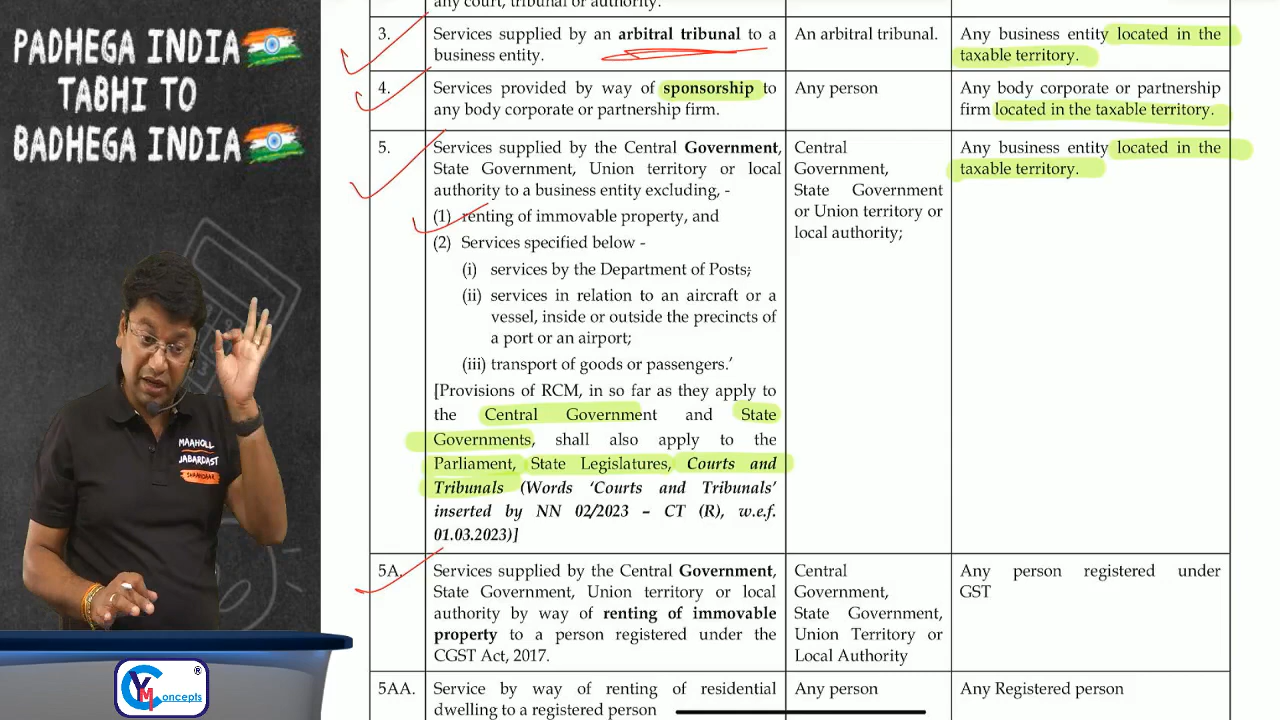 PADHEGA INDIA
TABHI TO
BADHEGA INDIA
MAAHOLL
JABARDAST
SHAANDAAR
YM Concepts
®
any court, tribunal or authority.
3.
Services supplied by an arbitral tribunal to a
business entity.
An arbitral tribunal.
Any business entity located in the
taxable territory.
4.
Services provided by way of sponsorship to
any body corporate or partnership firm.
Any person
Any body corporate or partnership
firm located in the taxable territory.
5.
Services supplied by the Central Government,
State Government, Union territory or local
authority to a business entity excluding, -
(1) renting of immovable property, and
(2) Services specified below -
(i) services by the Department of Posts;
(ii) services in relation to an aircraft or a
vessel, inside or outside the precincts of
a port or an airport;
(iii) transport of goods or passengers.’
[Provisions of RCM, in so far as they apply to
the Central Government and State
Governments, shall also apply to the
Parliament, State Legislatures, Courts and
Tribunals (Words ‘Courts and Tribunals’
inserted by NN 02/2023 – CT (R), w.e.f.
01.03.2023)]
Central
Government,
State Government
or Union territory or
local authority;
Any business entity located in the
taxable territory.
5A.
Services supplied by the Central Government,
State Government, Union territory or local
authority by way of renting of immovable
property to a person registered under the
CGST Act, 2017.
Central
Government,
State Government,
Union Territory or
Local Authority
Any person registered under
GST
5AA.
Service by way of renting of residential
dwelling to a registered person
Any person
Any Registered person